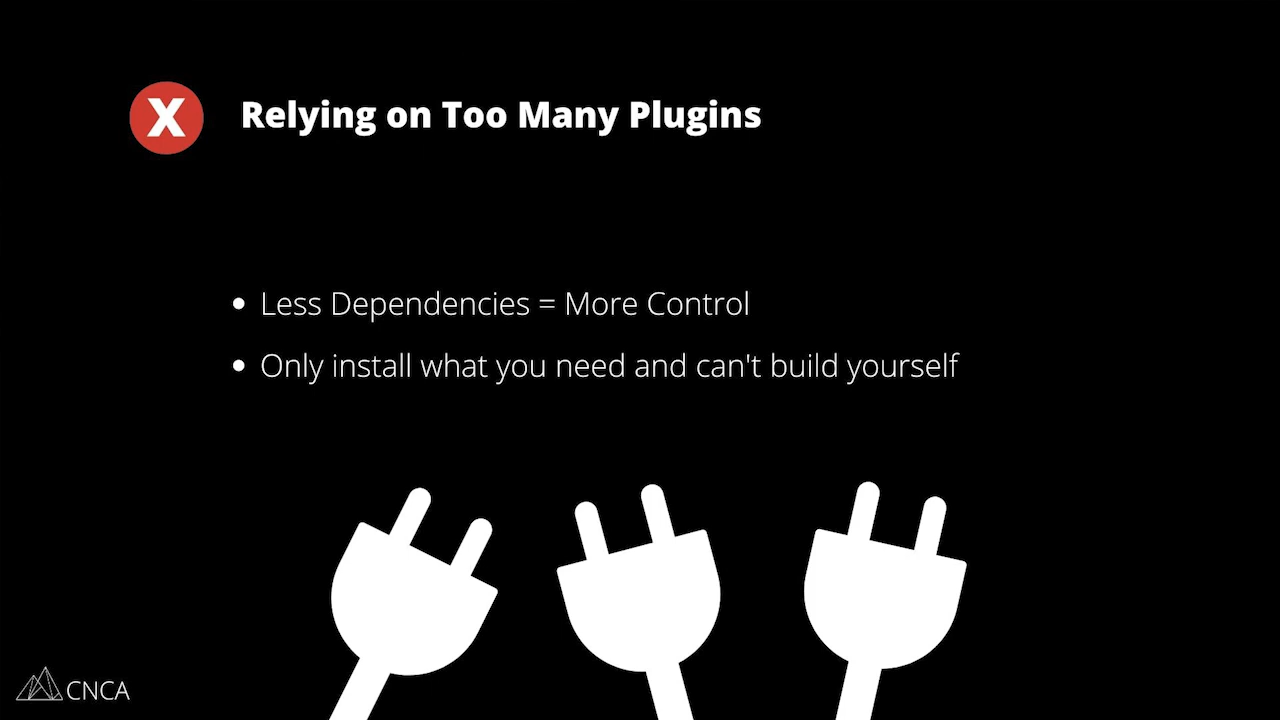 X
Relying on Too Many Plugins
Less Dependencies = More Control
Only install what you need and can't build yourself
CNCA